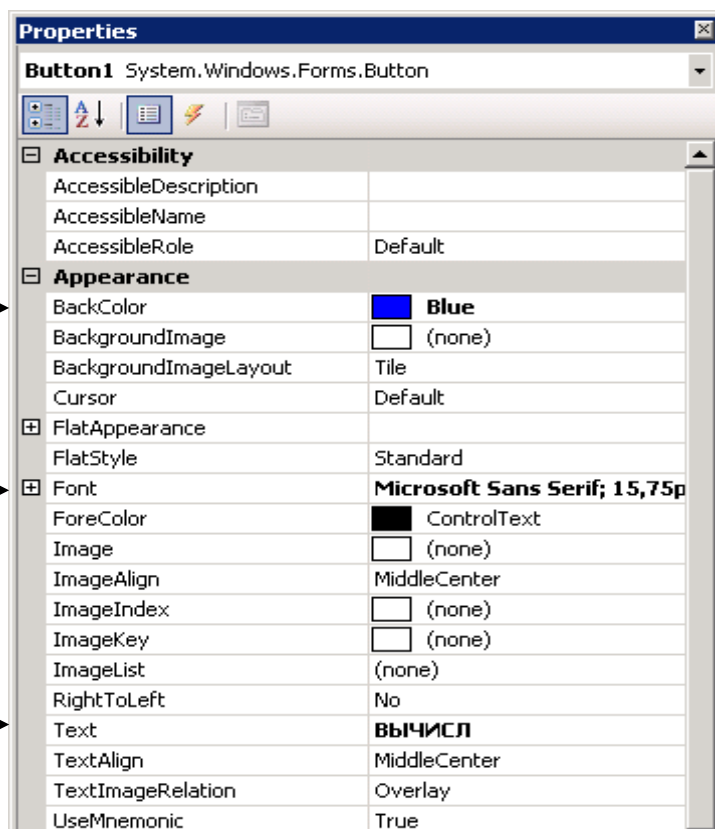 Properties
Button1 System.Windows.Forms.Button
Accessibility
AccessibleDescription
AccessibleName
AccessibleRole Default
Appearance
BackColor Blue
BackgroundImage (none)
BackgroundImageLayout Tile
Cursor Default
FlatAppearance
FlatStyle Standard
Font Microsoft Sans Serif; 15,75p
ForeColor ControlText
Image (none)
ImageAlign MiddleCenter
ImageIndex (none)
ImageKey (none)
ImageList (none)
RightToLeft No
Text ВЫЧИСЛ
TextAlign MiddleCenter
TextImageRelation Overlay
UseMnemonic True